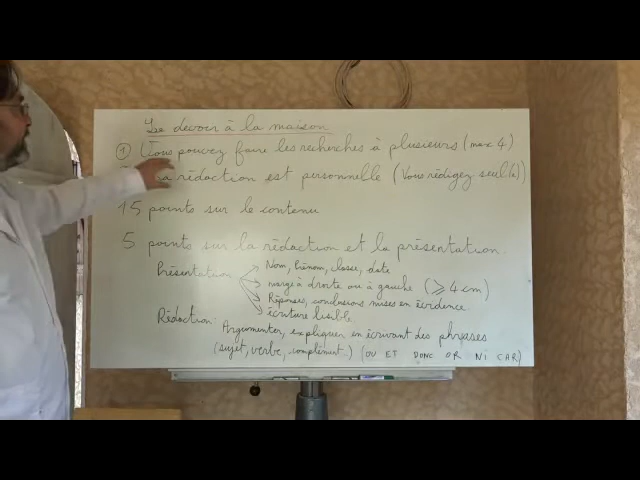 Le devoir à la maison
① Vous pouvez faire les recherches à plusieurs (max 4)
la rédaction est personnelle (Vous rédigez seul(e))
15 points sur le contenu
5 points sur la rédaction et la présentation.
Présentation Nom, Prénom, classe, date
marge à droite ou à gauche (⩾ 4 cm)
Réponses, conclusions mises en évidence
écriture lisible
Rédaction: Argumenter, expliquer en écrivant des phrases
(sujet, verbe, complément.) (OU ET DONC OR NI CAR)